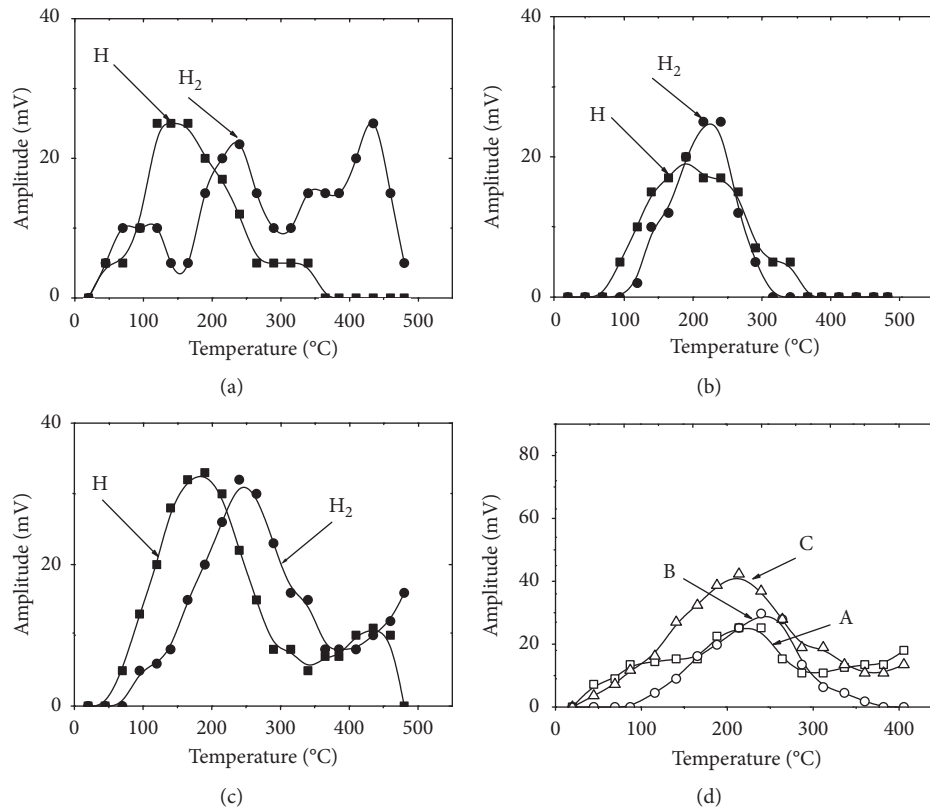 40
20
0
Amplitude (mV)
H
H2
0 100 200 300 400 500
Temperature (°C)
(a)
40
20
0
Amplitude (mV)
H2
H
0 100 200 300 400 500
Temperature (°C)
(b)
40
20
0
Amplitude (mV)
H
H2
0 100 200 300 400 500
Temperature (°C)
(c)
80
60
40
20
0
Amplitude (mV)
C
B
A
0 100 200 300 400
Temperature (°C)
(d)